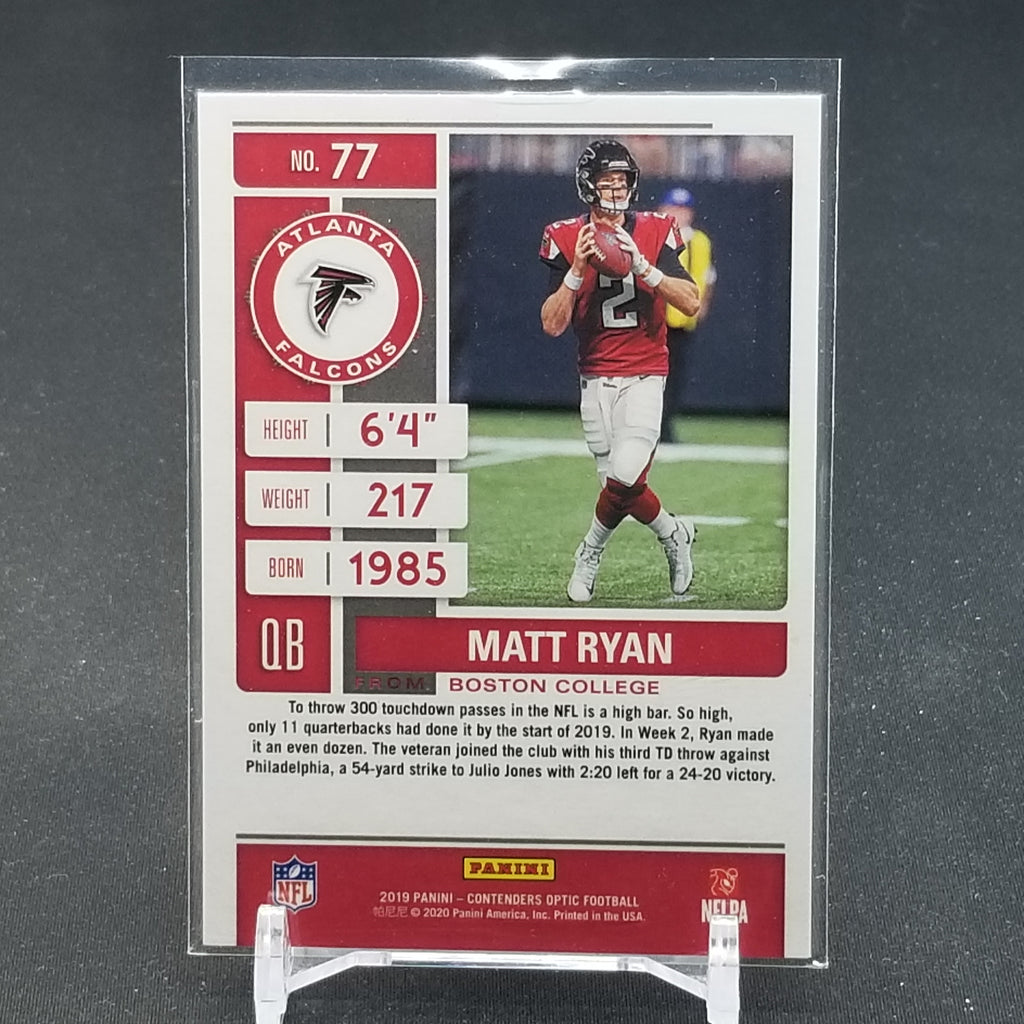 NO. 77
ATLANTA
FALCONS
2
HEIGHT | 6'4"
WEIGHT | 217
BORN | 1985
QB
MATT RYAN
FROM BOSTON COLLEGE
To throw 300 touchdown passes in the NFL is a high bar. So high,
only 11 quarterbacks had done it by the start of 2019. In Week 2, Ryan made
it an even dozen. The veteran joined the club with his third TD throw against
Philadelphia, a 54-yard strike to Julio Jones with 2:20 left for a 24-20 victory.
NFL
PANINI
2019 PANINI – CONTENDERS OPTIC FOOTBALL
帕尼尼 © 2020 Panini America, Inc. Printed in the USA.
NFLPA